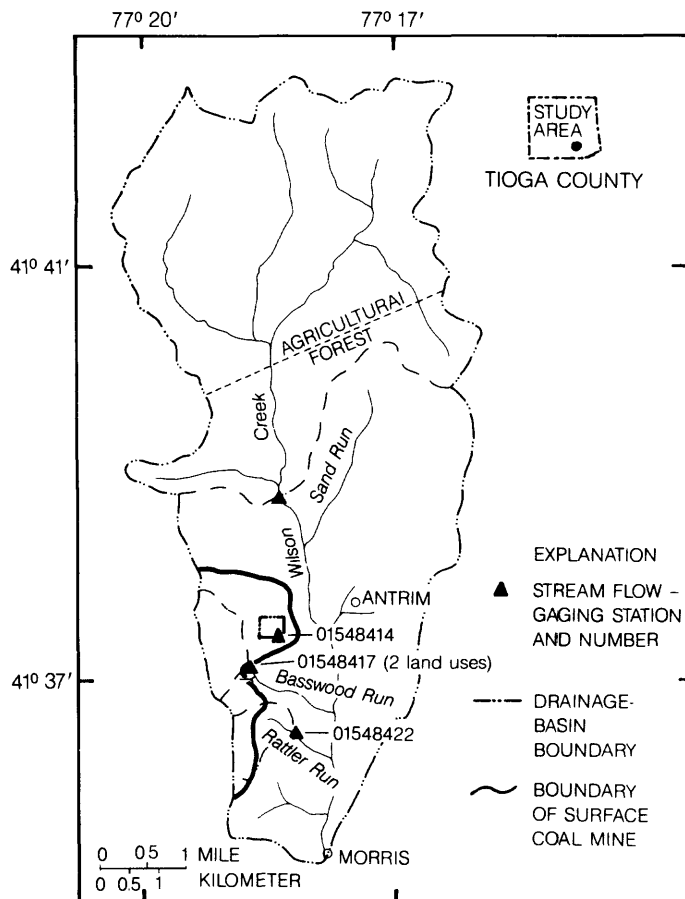 77° 20′
77° 17′
STUDY
AREA
TIOGA COUNTY
41° 41′
AGRICULTURAL
FOREST
Creek
Sand Run
Wilson
EXPLANATION
STREAM FLOW –
GAGING STATION
AND NUMBER
ANTRIM
01548414
01548417 (2 land uses)
41° 37′
Basswood Run
DRAINAGE-
BASIN
BOUNDARY
01548422
Rattler Run
BOUNDARY
OF SURFACE
COAL MINE
0 0.5 1 MILE
0 0.5 1 KILOMETER
MORRIS